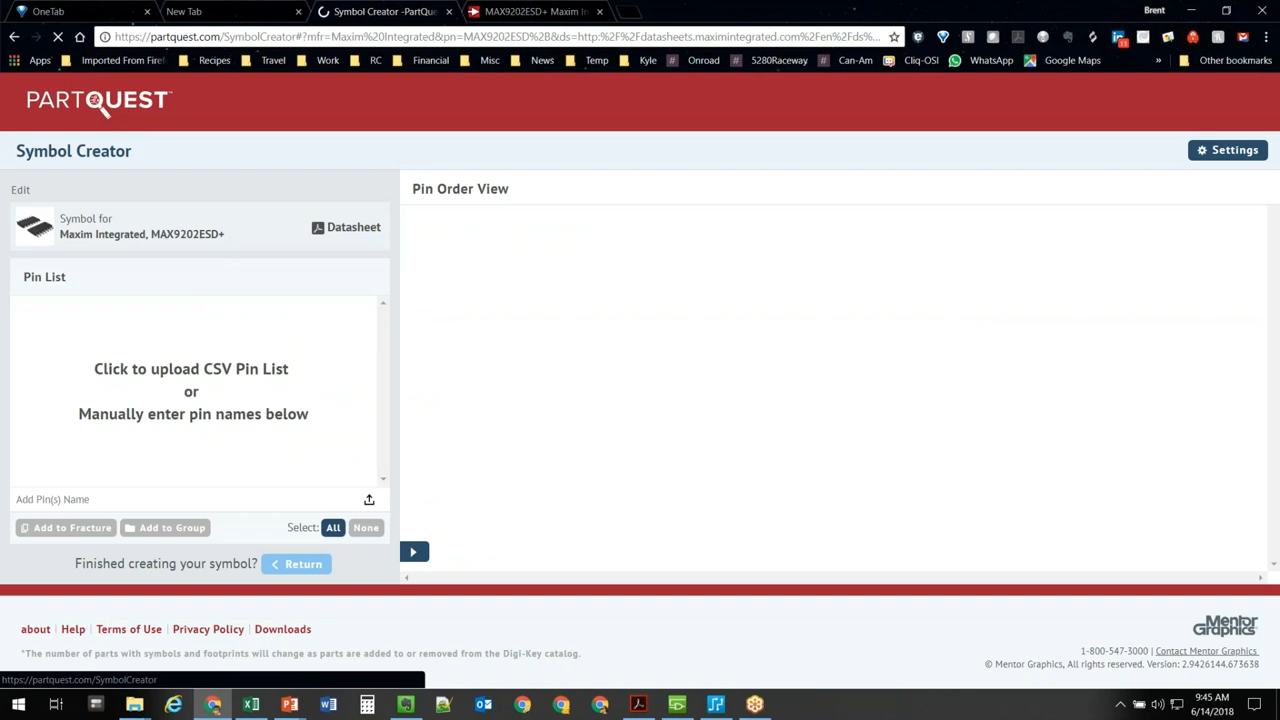 OneTab
New Tab
Symbol Creator -PartQue
MAX9202ESD+ Maxim In
Brent
https://partquest.com/SymbolCreator#?mfr=Maxim%20Integrated&pn=MAX9202ESD%2B&ds=http:%2F%2Fdatasheets.maximintegrated.com%2Fen%2Fds%...
Apps Imported From Firef Recipes Travel Work RC Financial Misc News Temp Kyle Onroad 5280Raceway Can-Am Cliq-OSI WhatsApp Google Maps » Other bookmarks
PARTQUEST™
Symbol Creator
Settings
Edit
Pin Order View
Symbol for
Maxim Integrated, MAX9202ESD+
Datasheet
Pin List
Click to upload CSV Pin List
or
Manually enter pin names below
Add Pin(s) Name
Add to Fracture Add to Group Select: All None
Finished creating your symbol? Return
about | Help | Terms of Use | Privacy Policy | Downloads
Mentor Graphics
*The number of parts with symbols and footprints will change as parts are added to or removed from the Digi-Key catalog.
1-800-547-3000 | Contact Mentor Graphics
© Mentor Graphics, All rights reserved. Version: 2.9426144.673638
https://partquest.com/SymbolCreator
9:45 AM
6/14/2018